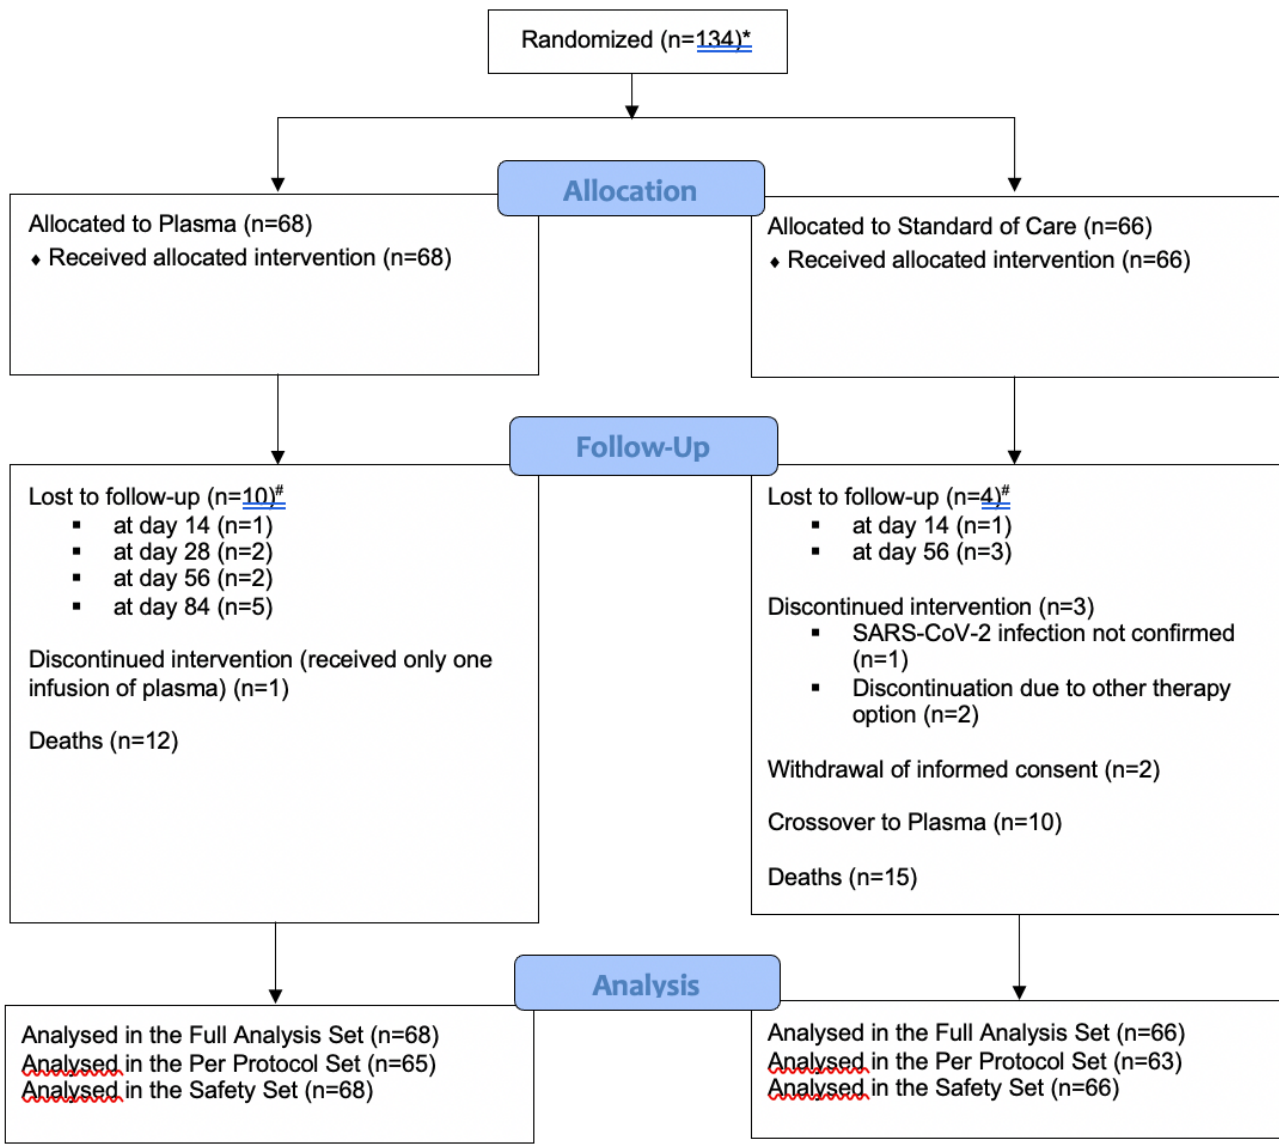 Randomized (n=134)*
Allocation
Allocated to Plasma (n=68)
♦ Received allocated intervention (n=68)
Allocated to Standard of Care (n=66)
♦ Received allocated intervention (n=66)
Follow-Up
Lost to follow-up (n=10)#
▪ at day 14 (n=1)
▪ at day 28 (n=2)
▪ at day 56 (n=2)
▪ at day 84 (n=5)
Discontinued intervention (received only one
infusion of plasma) (n=1)
Deaths (n=12)
Lost to follow-up (n=4)#
▪ at day 14 (n=1)
▪ at day 56 (n=3)
Discontinued intervention (n=3)
▪ SARS-CoV-2 infection not confirmed
(n=1)
▪ Discontinuation due to other therapy
option (n=2)
Withdrawal of informed consent (n=2)
Crossover to Plasma (n=10)
Deaths (n=15)
Analysis
Analysed in the Full Analysis Set (n=68)
Analysed in the Per Protocol Set (n=65)
Analysed in the Safety Set (n=68)
Analysed in the Full Analysis Set (n=66)
Analysed in the Per Protocol Set (n=63)
Analysed in the Safety Set (n=66)